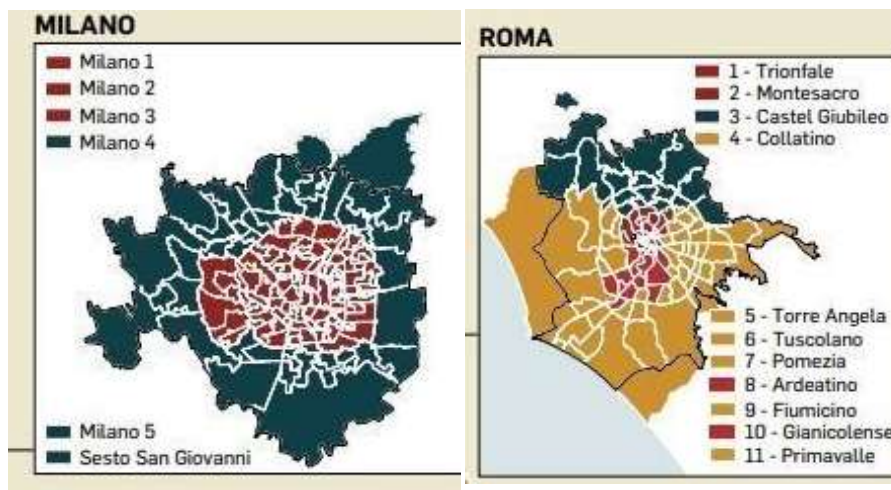 MILANO
Milano 1
Milano 2
Milano 3
Milano 4
Milano 5
Sesto San Giovanni
ROMA
1 - Trionfale
2 - Montesacro
3 - Castel Giubileo
4 - Collatino
5 - Torre Angela
6 - Tuscolano
7 - Pomezia
8 - Ardeatino
9 - Fiumicino
10 - Gianicolense
11 - Primavalle